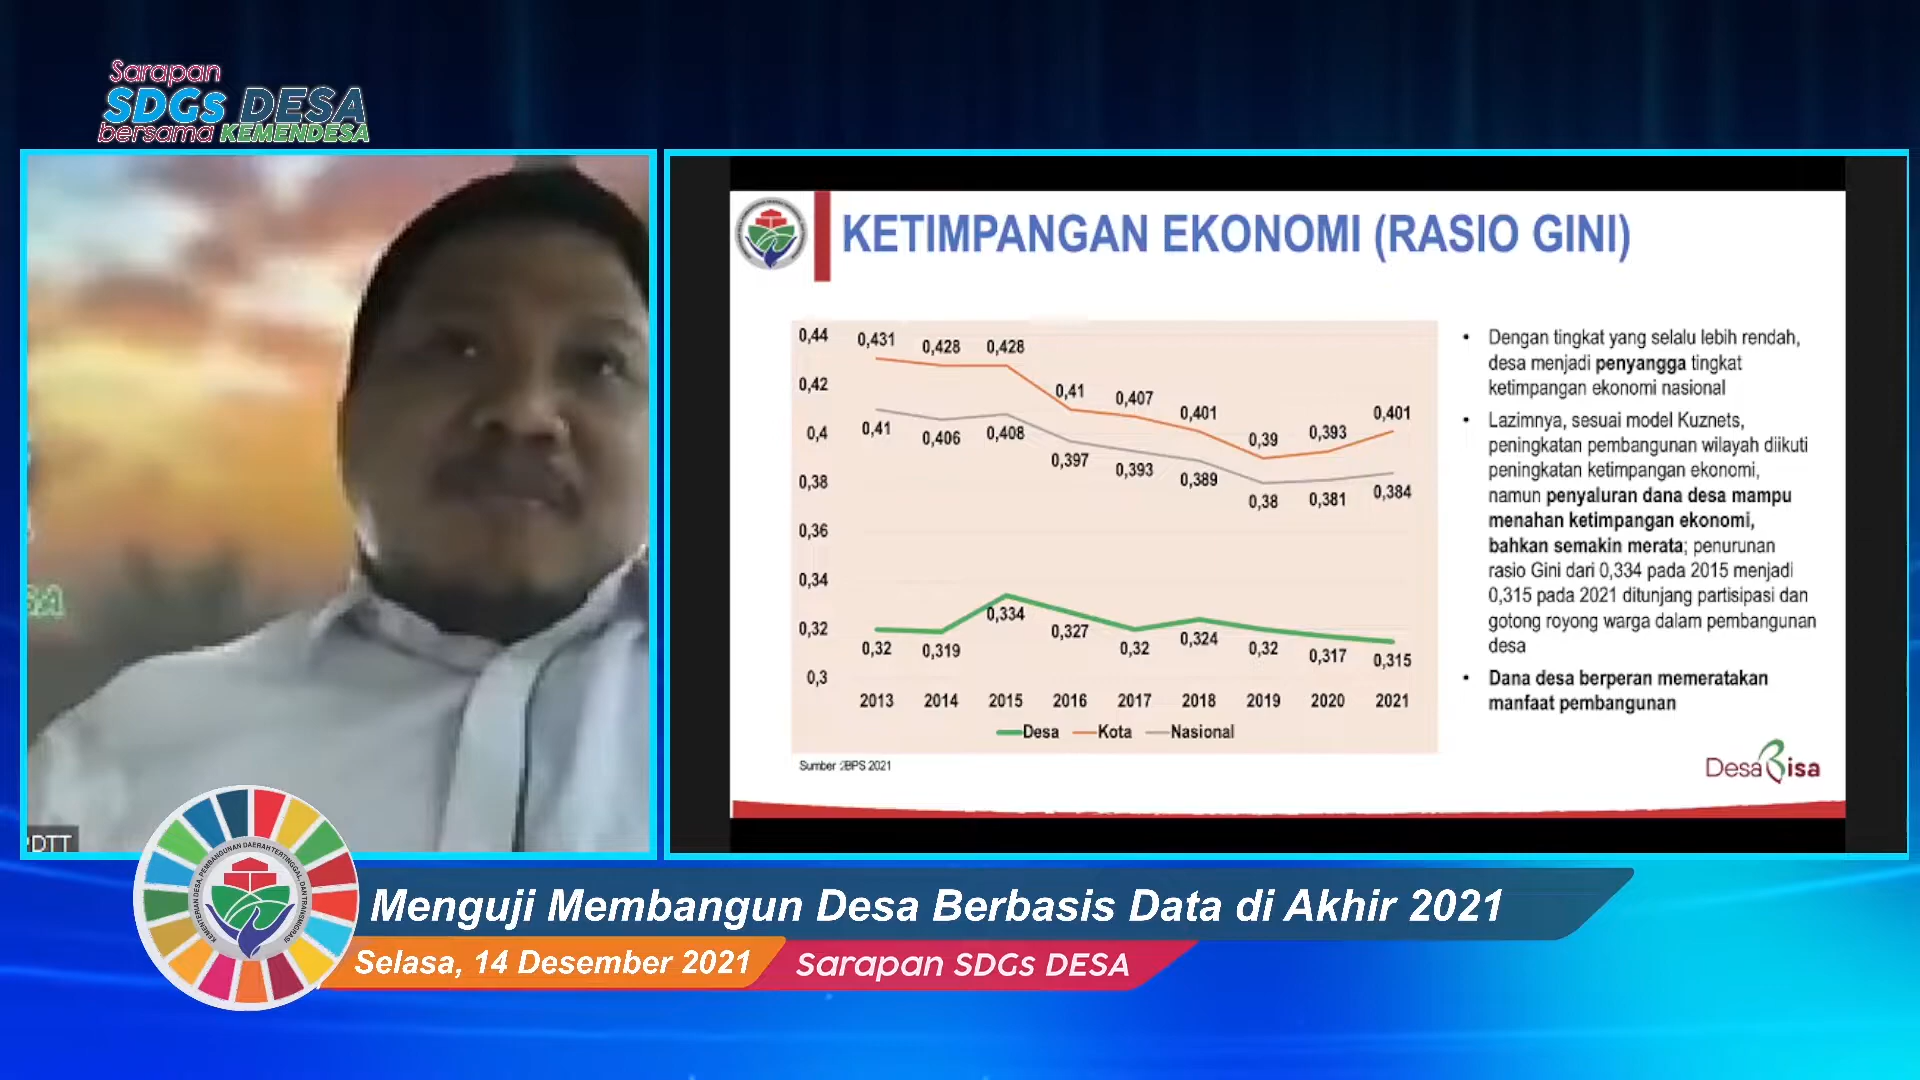 Sarapan
SDGs DESA
bersama KEMENDESA
DTT
KETIMPANGAN EKONOMI (RASIO GINI)
0,44
0,42
0,4
0,38
0,36
0,34
0,32
0,3
0,431
0,428
0,428
0,41
0,407
0,401
0,39
0,393
0,401
0,41
0,406
0,408
0,397
0,393
0,389
0,38
0,381
0,384
0,32
0,319
0,334
0,327
0,32
0,324
0,32
0,317
0,315
2013 2014 2015 2016 2017 2018 2019 2020 2021
Desa Kota Nasional
Sumber :BPS 2021
• Dengan tingkat yang selalu lebih rendah,
desa menjadi penyangga tingkat
ketimpangan ekonomi nasional
• Lazimnya, sesuai model Kuznets,
peningkatan pembangunan wilayah diikuti
peningkatan ketimpangan ekonomi,
namun penyaluran dana desa mampu
menahan ketimpangan ekonomi,
bahkan semakin merata; penurunan
rasio Gini dari 0,334 pada 2015 menjadi
0,315 pada 2021 ditunjang partisipasi dan
gotong royong warga dalam pembangunan
desa
• Dana desa berperan memeratakan
manfaat pembangunan
Desa Bisa
KEMENTERIAN DESA, PEMBANGUNAN DAERAH TERTINGGAL, DAN TRANSMIGRASI
Menguji Membangun Desa Berbasis Data di Akhir 2021
Selasa, 14 Desember 2021
Sarapan SDGs DESA